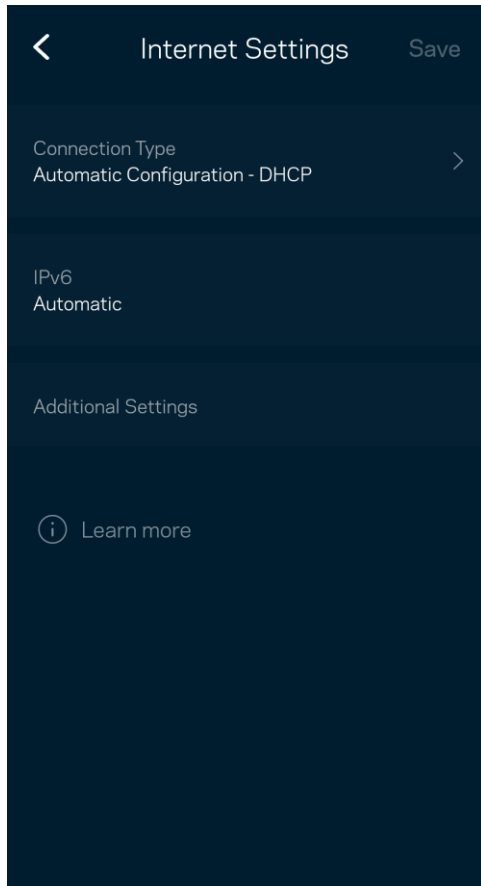 Internet Settings Save
Connection Type
Automatic Configuration - DHCP
IPv6
Automatic
Additional Settings
Learn more